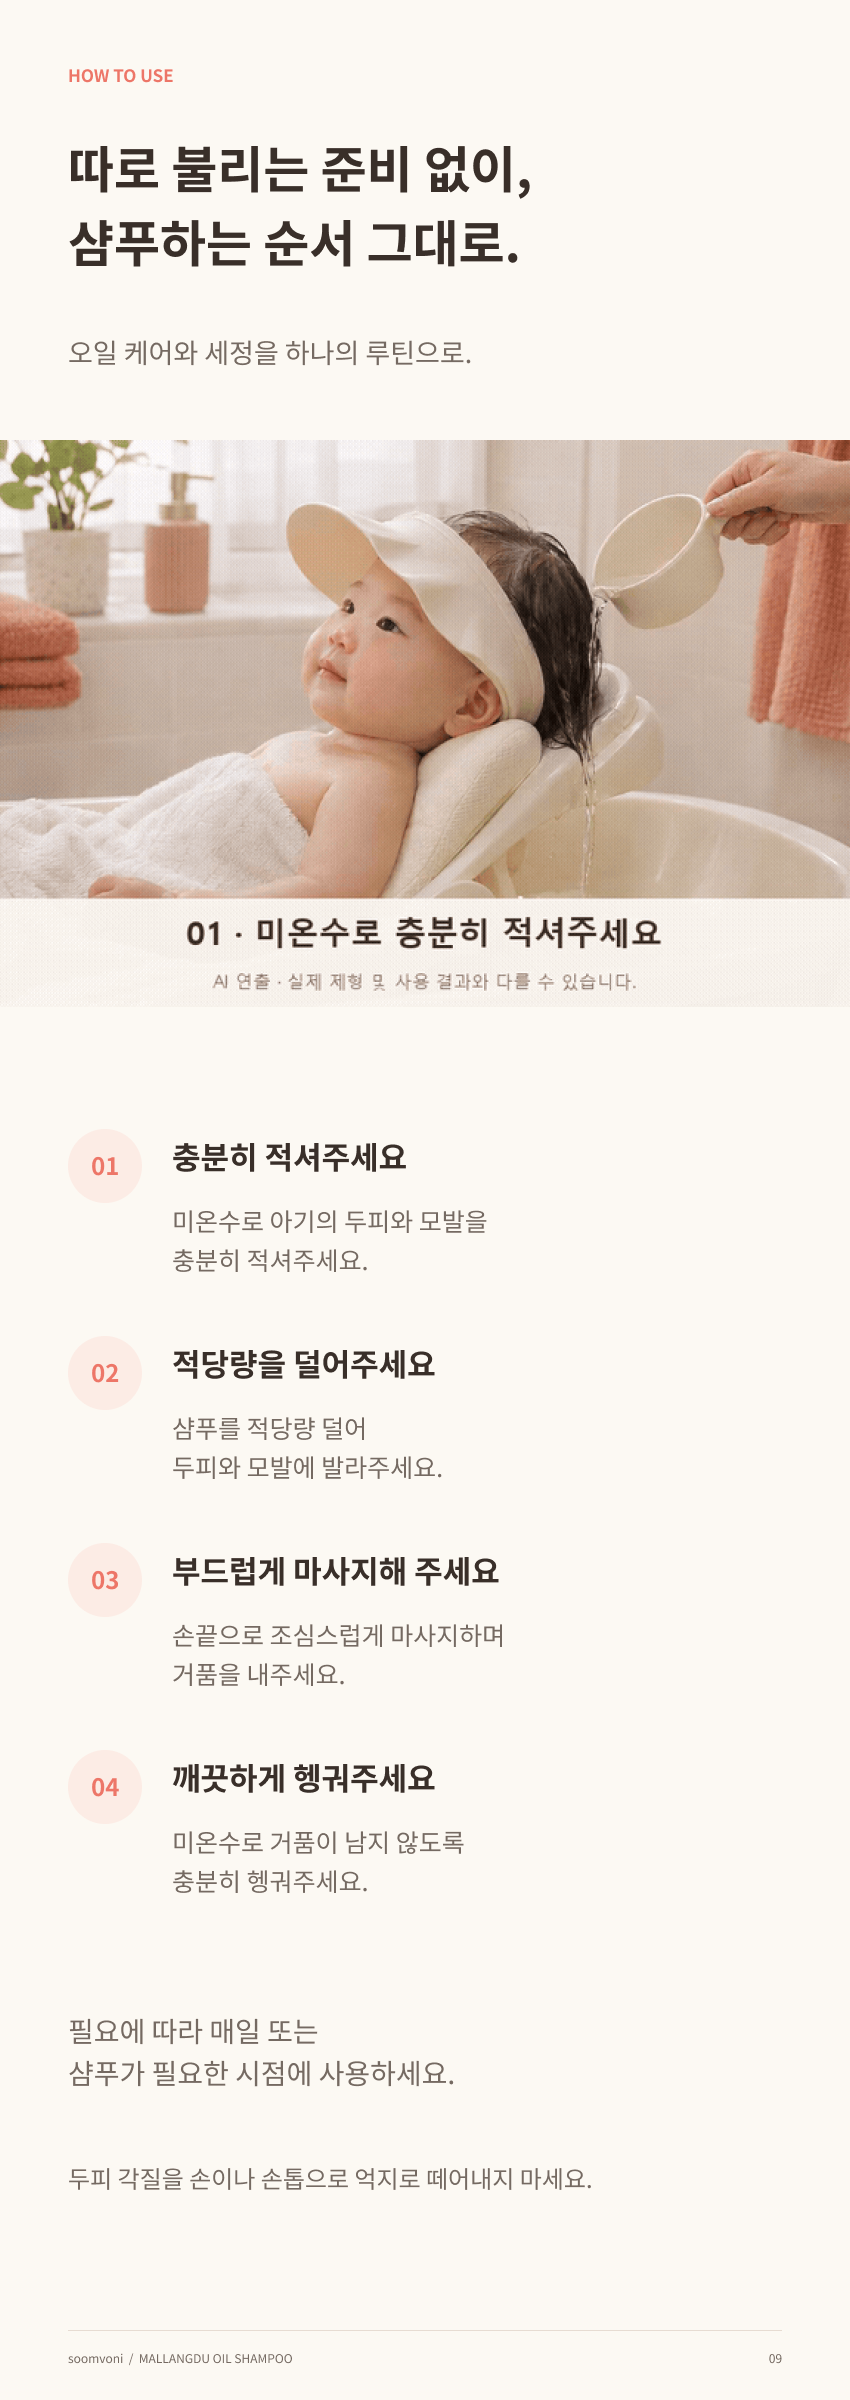 HOW TO USE
따로 불리는 준비 없이,
샴푸하는 순서 그대로.
오일 케어와 세정을 하나의 루틴으로.
01 · 미온수로 충분히 적셔주세요
AI 연출 · 실제 제형 및 사용 결과와 다를 수 있습니다.
01
충분히 적셔주세요
미온수로 아기의 두피와 모발을
충분히 적셔주세요.
02
적당량을 덜어주세요
샴푸를 적당량 덜어
두피와 모발에 발라주세요.
03
부드럽게 마사지해 주세요
손끝으로 조심스럽게 마사지하며
거품을 내주세요.
04
깨끗하게 헹궈주세요
미온수로 거품이 남지 않도록
충분히 헹궈주세요.
필요에 따라 매일 또는
샴푸가 필요한 시점에 사용하세요.
두피 각질을 손이나 손톱으로 억지로 떼어내지 마세요.
soomvoni / MALLANGDU OIL SHAMPOO
09